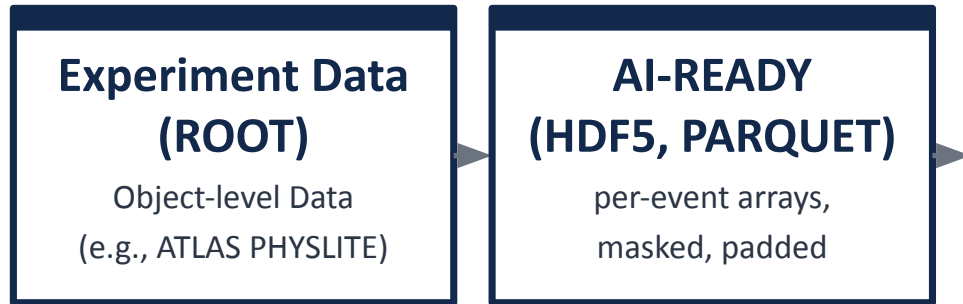 Experiment Data
(ROOT)
Object-level Data
(e.g., ATLAS PHYSLITE)
AI-READY
(HDF5, PARQUET)
per-event arrays,
masked, padded